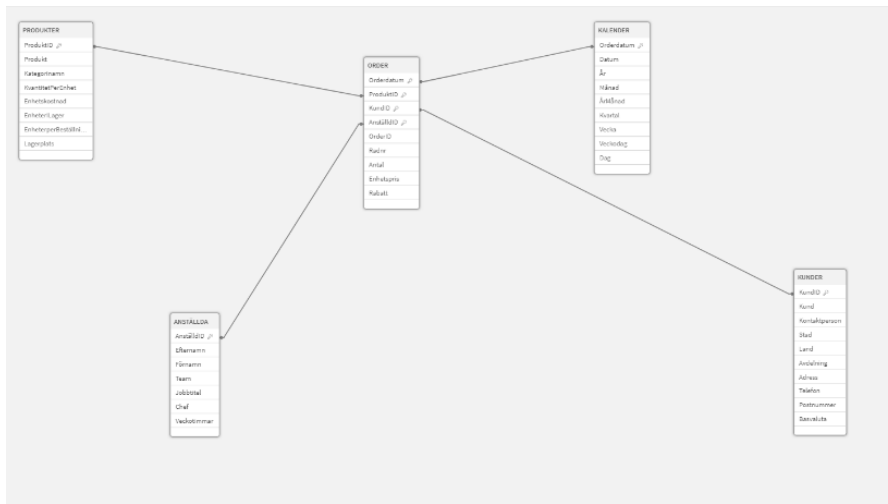 PRODUKTER
ProduktID
Produkt
Kategorinamn
KvantitetPerEnhet
Enhetskostnad
EnheterILager
EnheterperBeställni...
Lagerplats
ORDER
Orderdatum
ProduktID
KundID
AnställdID
OrderID
Radnr
Antal
Enhetspris
Rabatt
KALENDER
Orderdatum
Datum
År
Månad
ÅrMånad
Kvartal
Vecka
Veckodag
Dag
ANSTÄLLDA
AnställdID
Efternamn
Förnamn
Team
Jobbtitel
Chef
Veckotimmar
KUNDER
KundID
Kund
Kontaktperson
Stad
Land
Avdelning
Adress
Telefon
Postnummer
Basvaluta